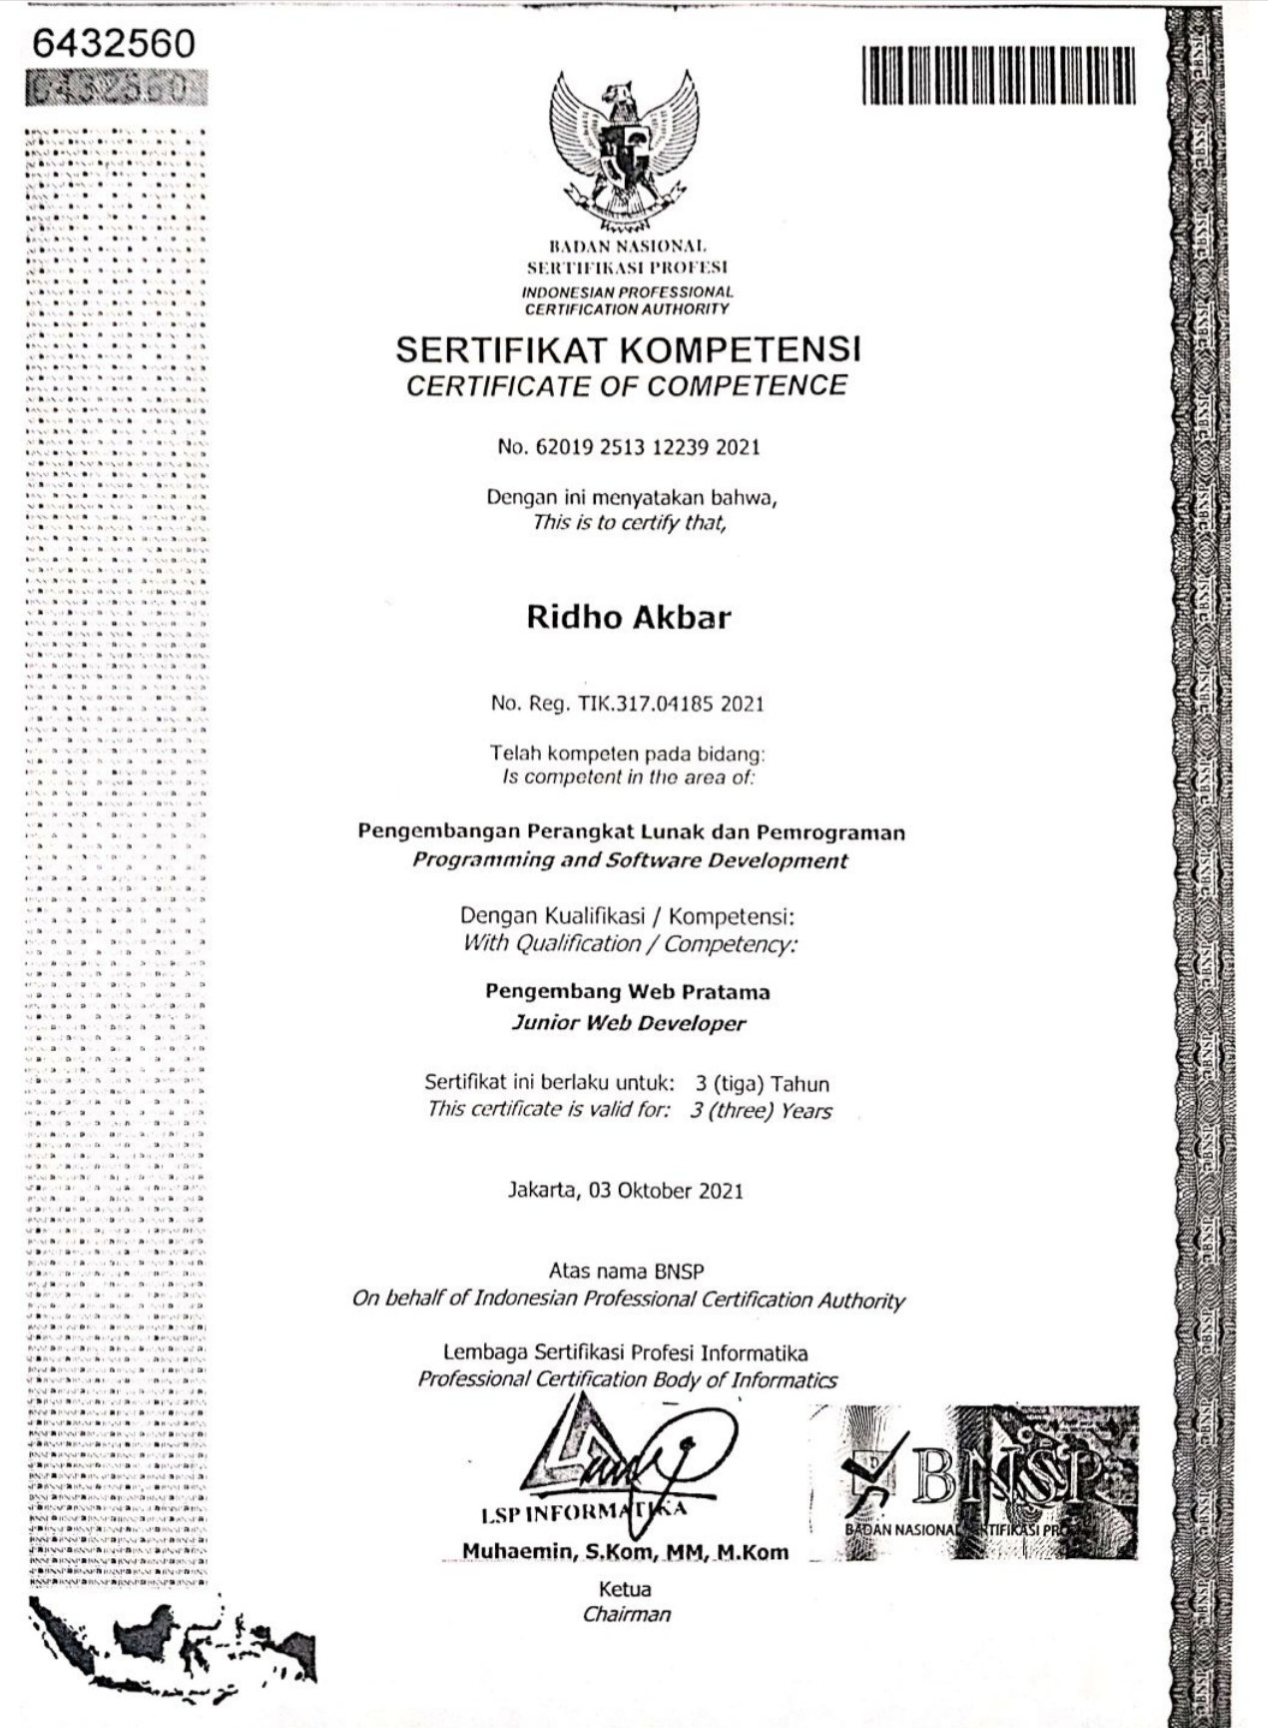 6432560
6432560
BADAN NASIONAL
SERTIFIKASI PROFESI
INDONESIAN PROFESSIONAL
CERTIFICATION AUTHORITY
SERTIFIKAT KOMPETENSI
CERTIFICATE OF COMPETENCE
No. 62019 2513 12239 2021
Dengan ini menyatakan bahwa,
This is to certify that,
Ridho Akbar
No. Reg. TIK.317.04185 2021
Telah kompeten pada bidang:
Is competent in the area of:
Pengembangan Perangkat Lunak dan Pemrograman
Programming and Software Development
Dengan Kualifikasi / Kompetensi:
With Qualification / Competency:
Pengembang Web Pratama
Junior Web Developer
Sertifikat ini berlaku untuk: 3 (tiga) Tahun
This certificate is valid for: 3 (three) Years
Jakarta, 03 Oktober 2021
Atas nama BNSP
On behalf of Indonesian Professional Certification Authority
Lembaga Sertifikasi Profesi Informatika
Professional Certification Body of Informatics
LSP INFORMATIKA
BNSP
BADAN NASIONAL
Muhaemin, S.Kom, MM, M.Kom
Ketua
Chairman